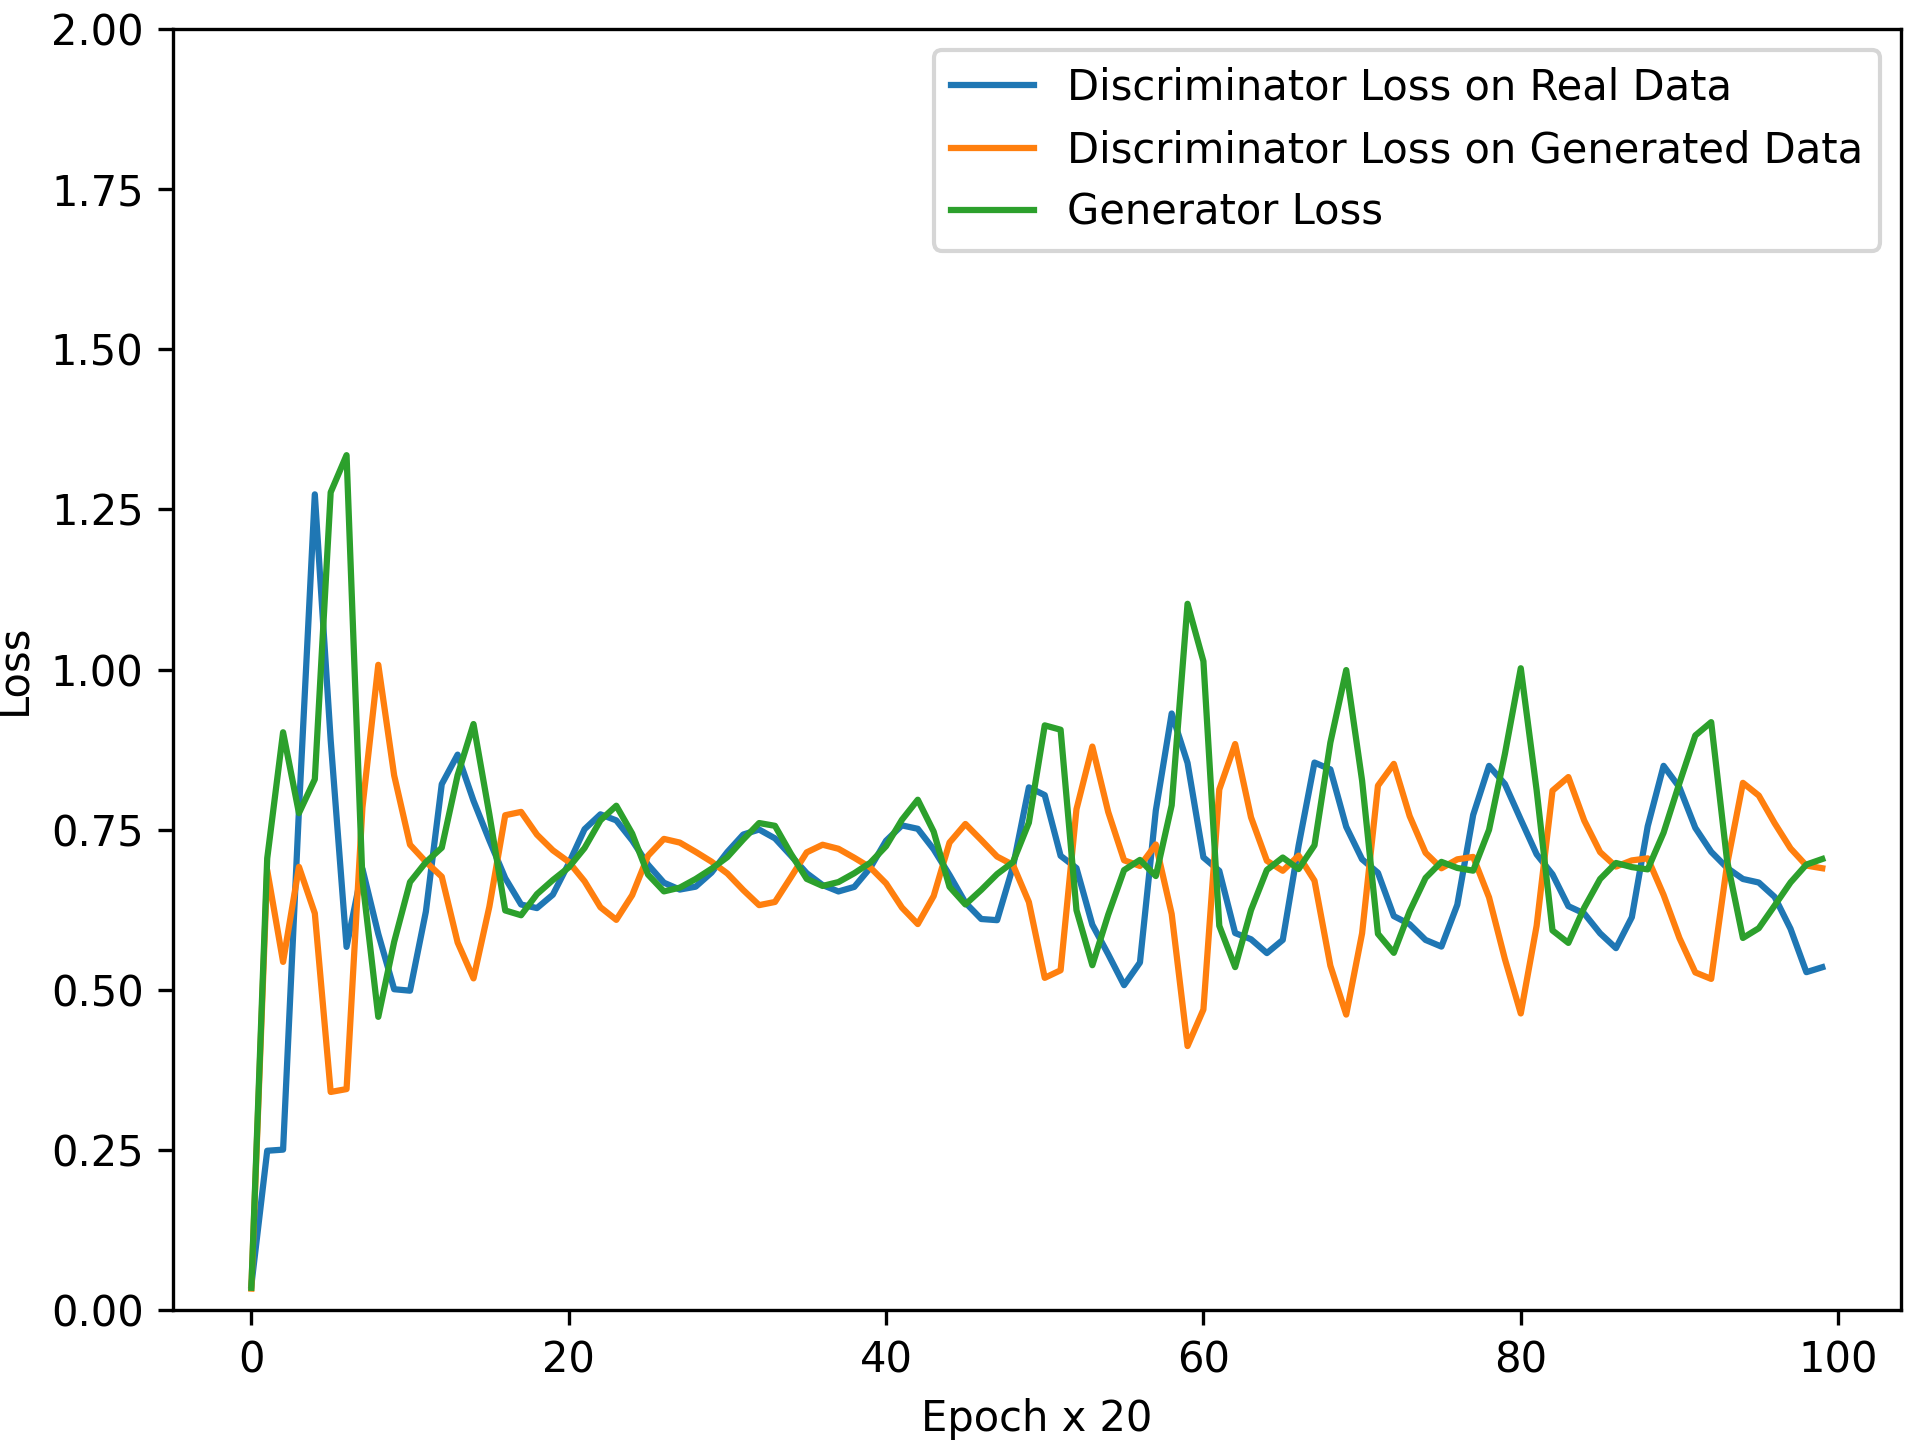 2.00
1.75
1.50
1.25
1.00
0.75
0.50
0.25
0.00
Loss
Discriminator Loss on Real Data
Discriminator Loss on Generated Data
Generator Loss
0 20 40 60 80 100
Epoch x 20